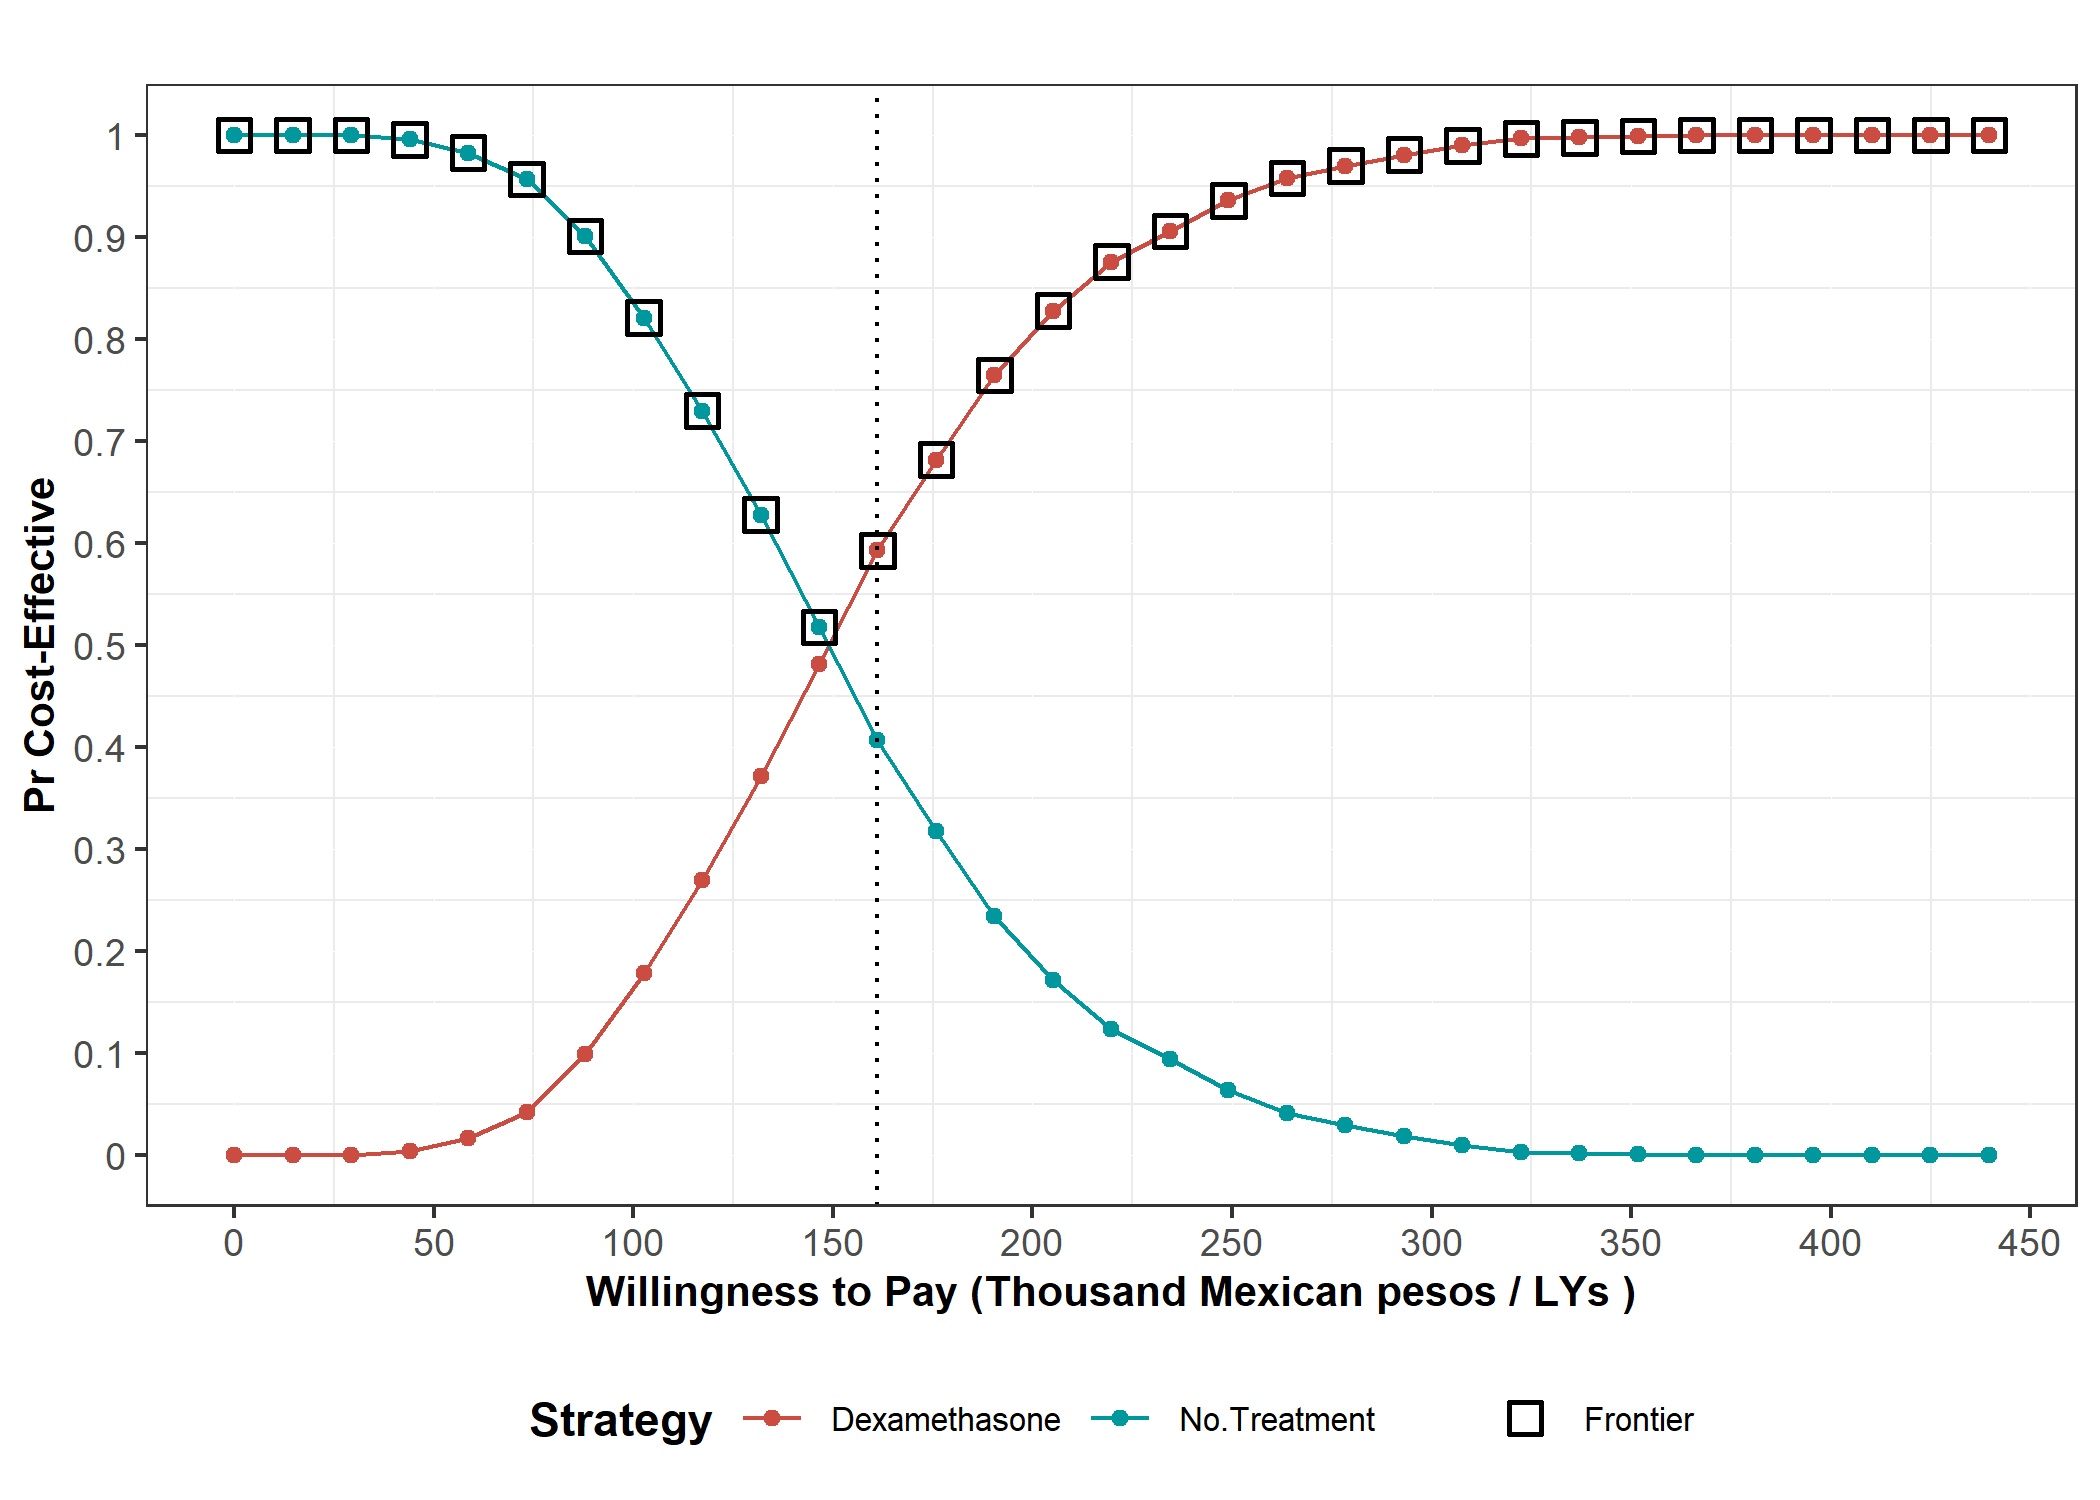 Pr Cost-Effective
1
0.9
0.8
0.7
0.6
0.5
0.4
0.3
0.2
0.1
0
0 50 100 150 200 250 300 350 400 450
Willingness to Pay (Thousand Mexican pesos / LYs )
Strategy Dexamethasone No.Treatment Frontier